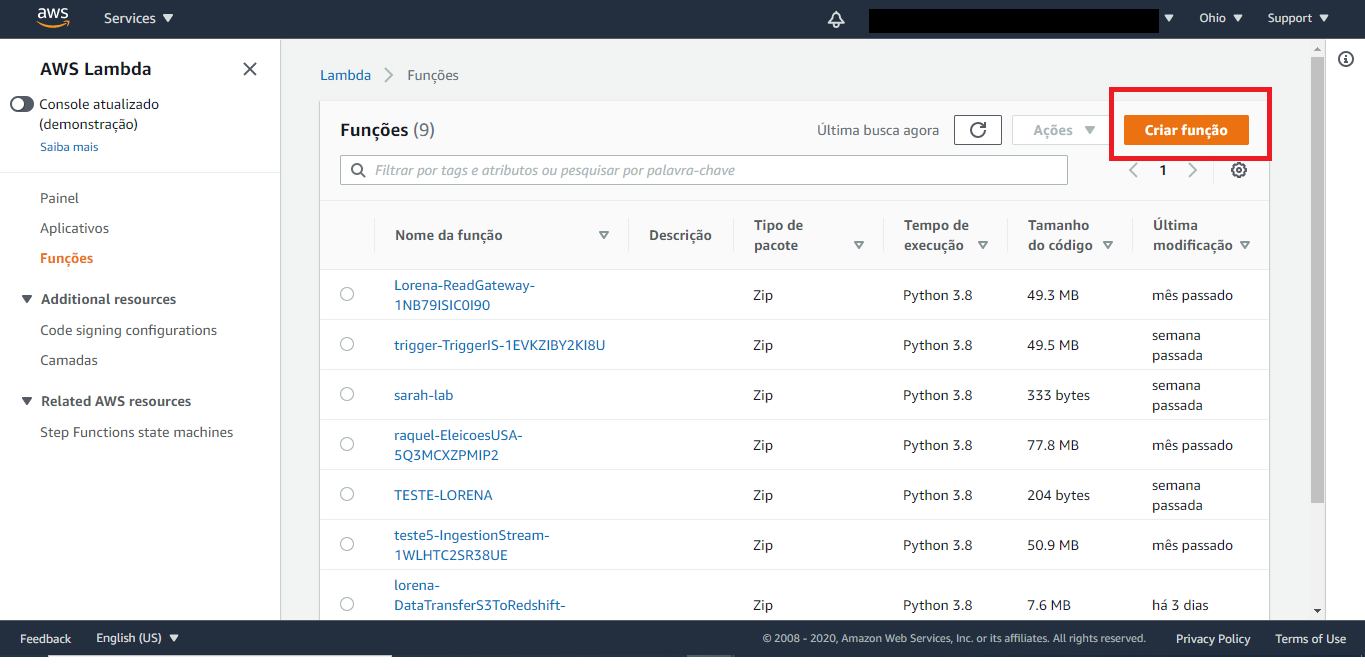 aws Services Ohio Support
AWS Lambda
Console atualizado
(demonstração)
Saiba mais
Painel
Aplicativos
Funções
Additional resources
Code signing configurations
Camadas
Related AWS resources
Step Functions state machines
Lambda Funções
Funções (9) Última busca agora Ações Criar função
Filtrar por tags e atributos ou pesquisar por palavra-chave 1
Nome da função Descrição Tipo de
pacote Tempo de
execução Tamanho
do código Última
modificação
Lorena-ReadGateway-
1NB79ISIC0I90 Zip Python 3.8 49.3 MB mês passado
trigger-TriggerIS-1EVKZIBY2KI8U Zip Python 3.8 49.5 MB semana
passada
sarah-lab Zip Python 3.8 333 bytes semana
passada
raquel-EleicoesUSA-
5Q3MCXZPMIP2 Zip Python 3.8 77.8 MB mês passado
TESTE-LORENA Zip Python 3.8 204 bytes semana
passada
teste5-IngestionStream-
1WLHTC2SR38UE Zip Python 3.8 50.9 MB mês passado
lorena-
DataTransferS3ToRedshift- Zip Python 3.8 7.6 MB há 3 dias
Feedback English (US) © 2008 - 2020, Amazon Web Services, Inc. or its affiliates. All rights reserved. Privacy Policy Terms of Use